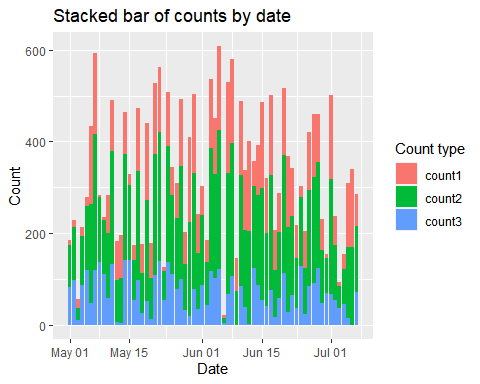 Stacked bar of counts by date
600
400
200
0
Count
May 01 May 15 Jun 01 Jun 15 Jul 01
Date
Count type
count1
count2
count3